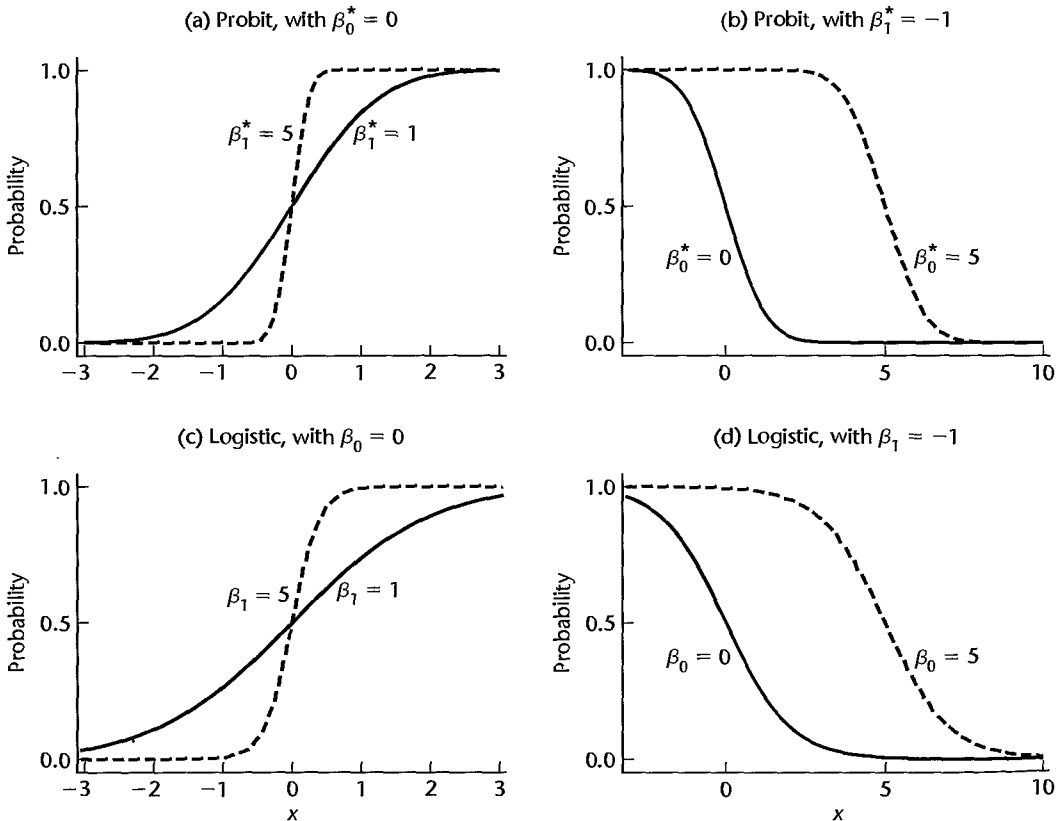 (a) Probit, with β₀* = 0
Probability
1.0
0.5
0.0
β₁* = 5
β₁* = 1
−3 −2 −1 0 1 2 3
(b) Probit, with β₁* = −1
Probability
1.0
0.5
0.0
β₀* = 0
β₀* = 5
0 5 10
(c) Logistic, with β₀ = 0
Probability
1.0
0.5
0.0
β₁ = 5
β₁ = 1
−3 −2 −1 0 1 2 3
x
(d) Logistic, with β₁ = −1
Probability
1.0
0.5
0.0
β₀ = 0
β₀ = 5
0 5 10
x